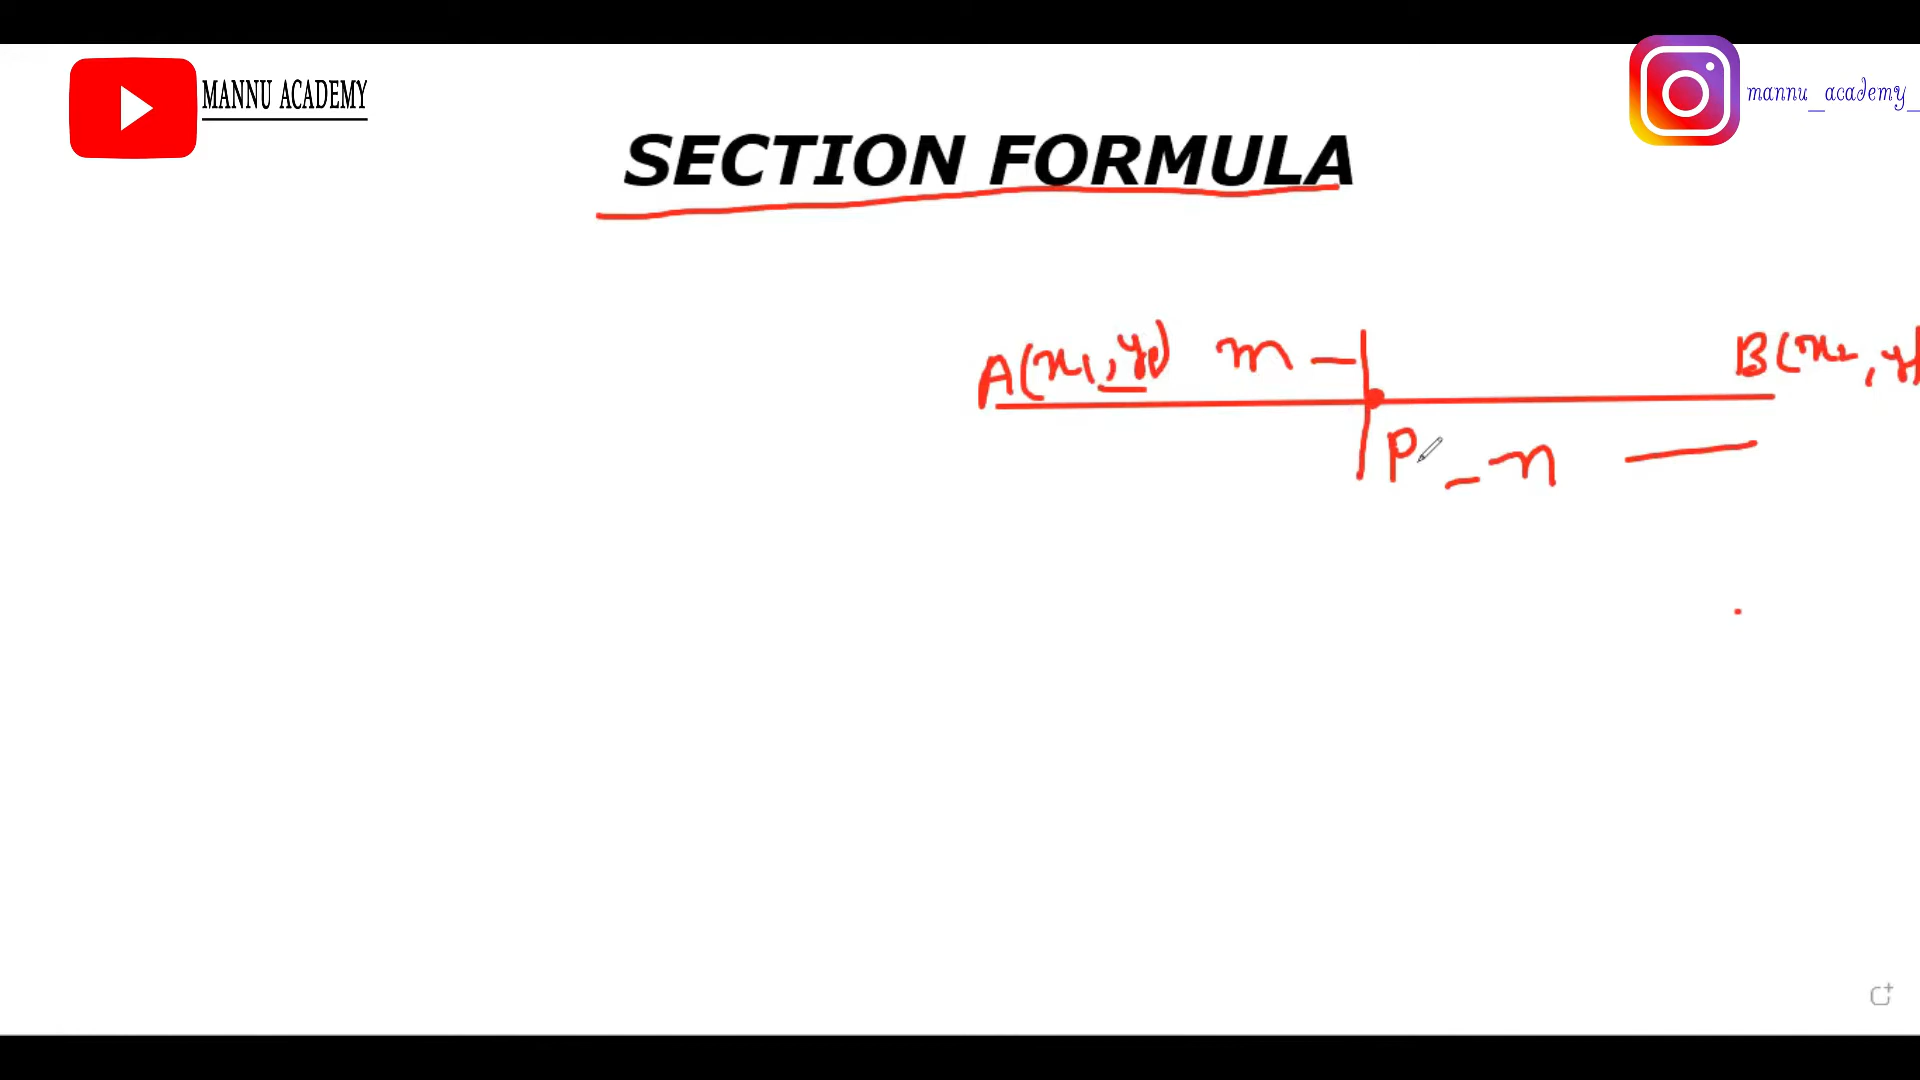 MANNU ACADEMY
mannu_academy_
SECTION FORMULA
A(x1, y1) m B(x2, y
P n